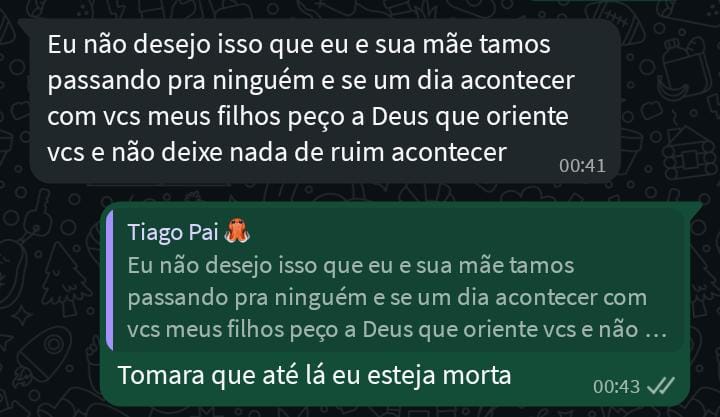 Eu não desejo isso que eu e sua mãe tamos
passando pra ninguém e se um dia acontecer
com vcs meus filhos peço a Deus que oriente
vcs e não deixe nada de ruim acontecer
00:41
Tiago Pai
Eu não desejo isso que eu e sua mãe tamos
passando pra ninguém e se um dia acontecer com
vcs meus filhos peço a Deus que oriente vcs e não ...
Tomara que até lá eu esteja morta
00:43